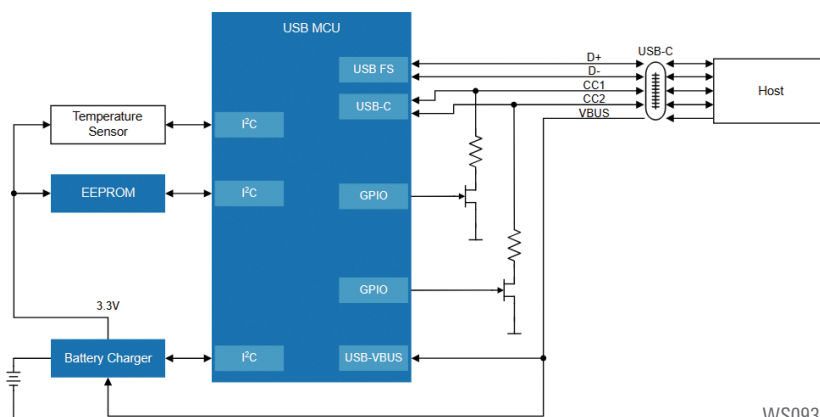 USB MCU
USB-C
D+
USB FS
D-
Host
CC1
USB-C
CC2
Temperature
Sensor
VBUS
I²C
EEPROM
I²C
GPIO
GPIO
3.3V
Battery Charger
I²C
USB-VBUS
WS093